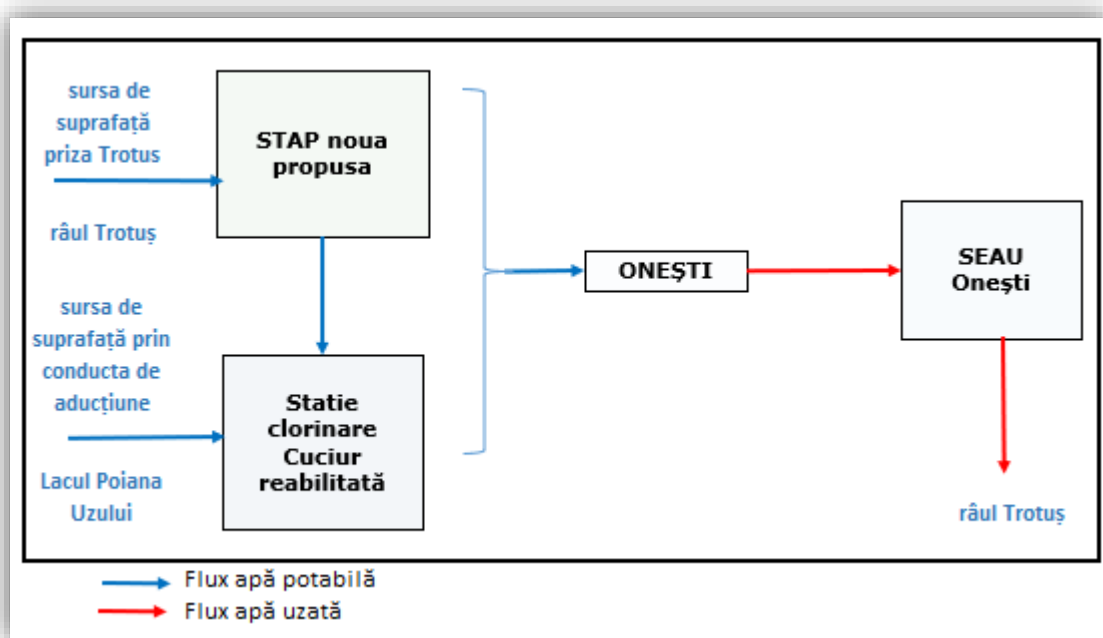 sursa de
suprafață
priza Trotus
râul Trotuș
STAP noua
propusa
sursa de
suprafață prin
conducta de
aducțiune
Lacul Poiana
Uzului
Statie
clorinare
Cuciur
reabilitată
ONEŞTI
SEAU
Oneşti
râul Trotuș
Flux apă potabilă
Flux apă uzată